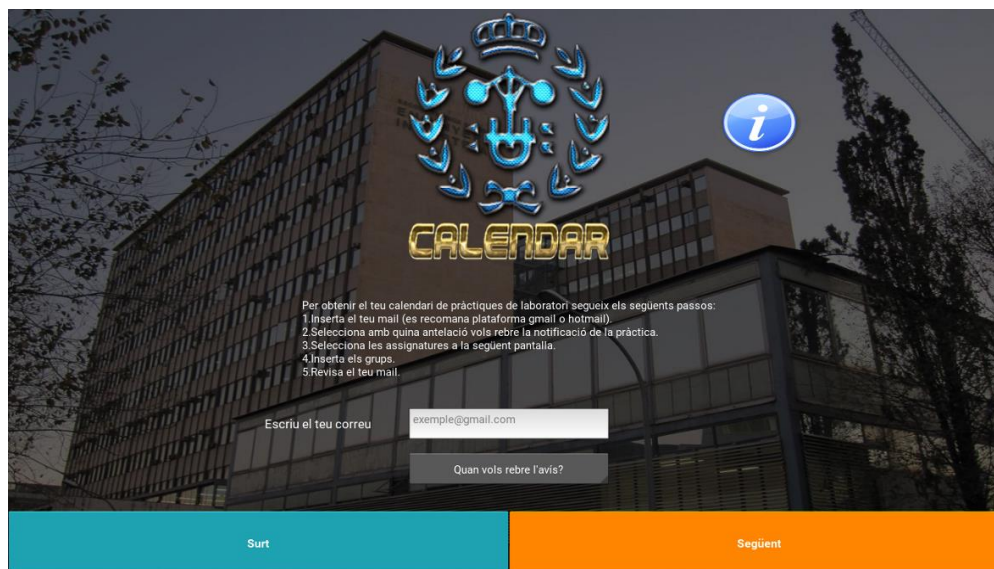 CALENDAR
Per obtenir el teu calendari de pràctiques de laboratori segueix els següents passos:
1.Inserta el teu mail (es recomana plataforma gmail o hotmail).
2.Selecciona amb quina antelació vols rebre la notificació de la pràctica.
3.Selecciona les assignatures a la següent pantalla.
4.Inserta els grups.
5.Revisa el teu mail.
Escriu el teu correu
exemple@gmail.com
Quan vols rebre l'avís?
Surt
Següent